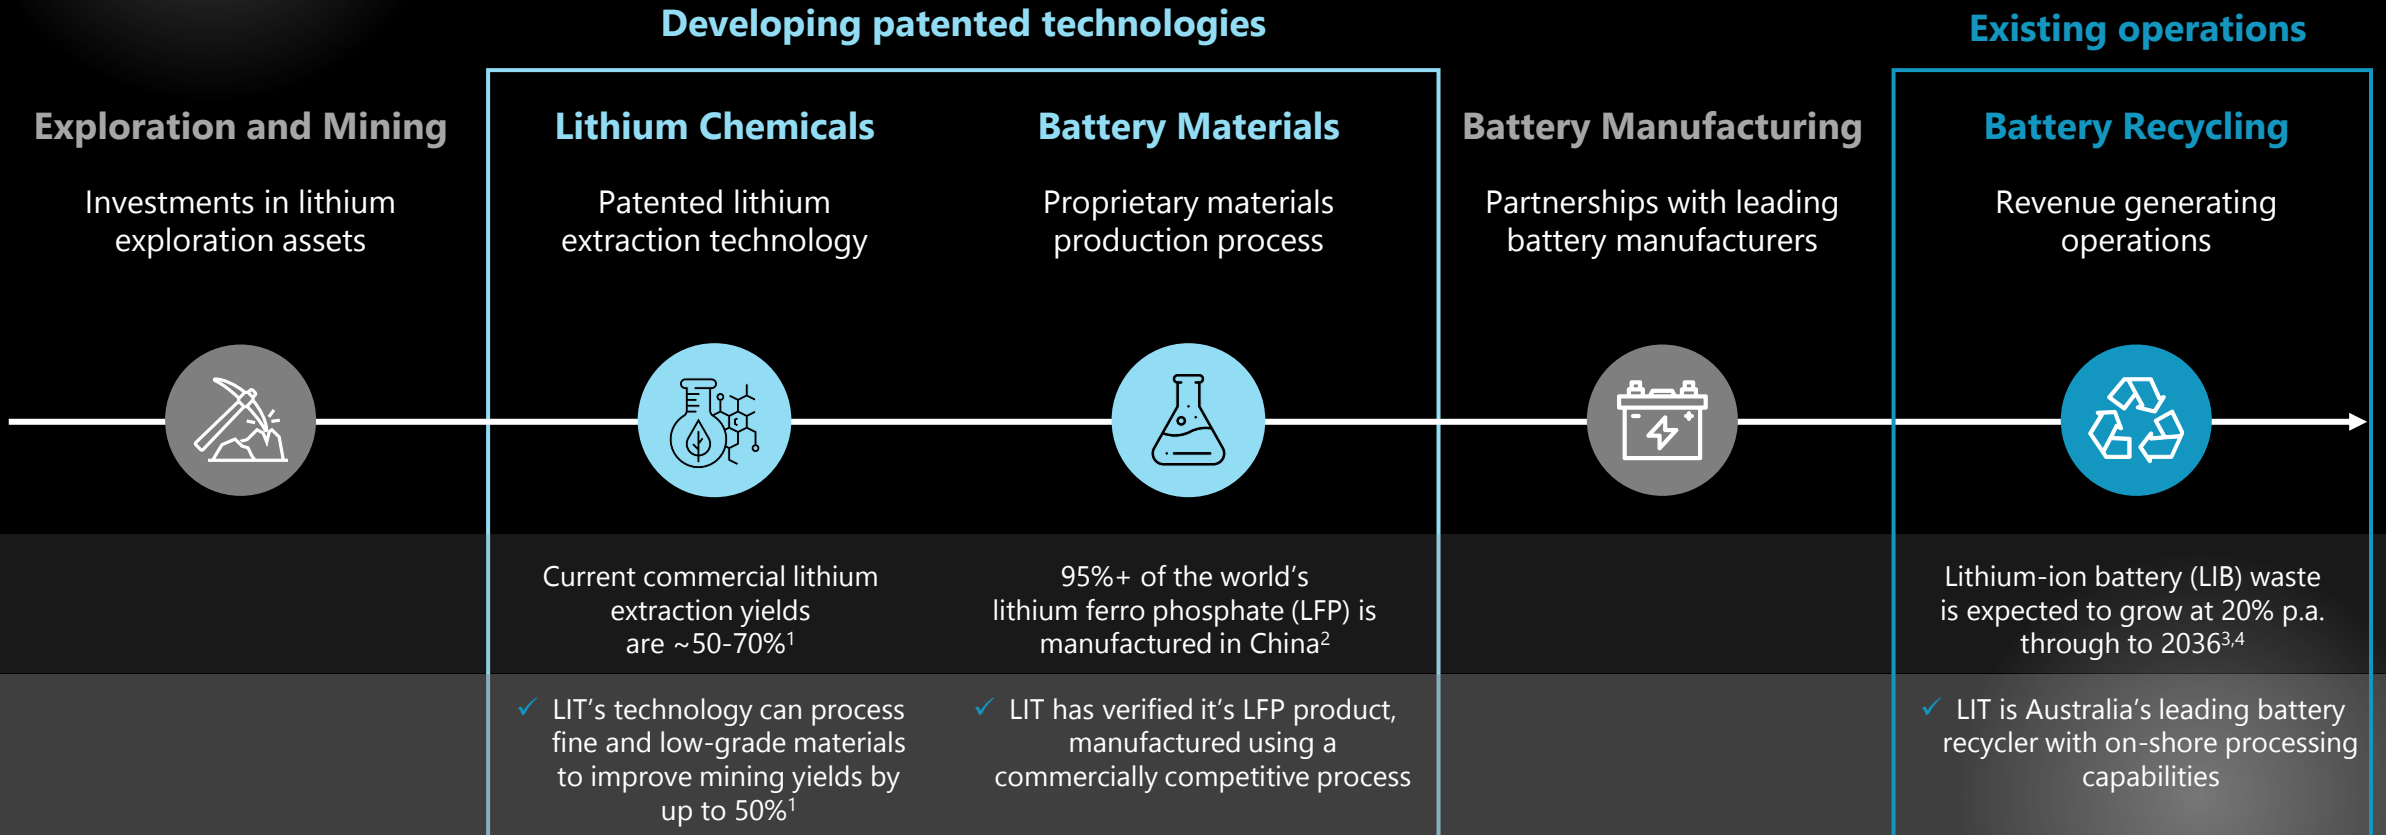 Developing patented technologies
Existing operations
Exploration and Mining
Investments in lithium
exploration assets
Lithium Chemicals
Patented lithium
extraction technology
Battery Materials
Proprietary materials
production process
Battery Manufacturing
Partnerships with leading
battery manufacturers
Battery Recycling
Revenue generating
operations
Current commercial lithium
extraction yields
are ~50-70%¹
95%+ of the world's
lithium ferro phosphate (LFP) is
manufactured in China²
Lithium-ion battery (LIB) waste
is expected to grow at 20% p.a.
through to 2036³,⁴
✓ LIT's technology can process
fine and low-grade materials
to improve mining yields by
up to 50%¹
✓ LIT has verified it's LFP product,
manufactured using a
commercially competitive process
✓ LIT is Australia's leading battery
recycler with on-shore processing
capabilities